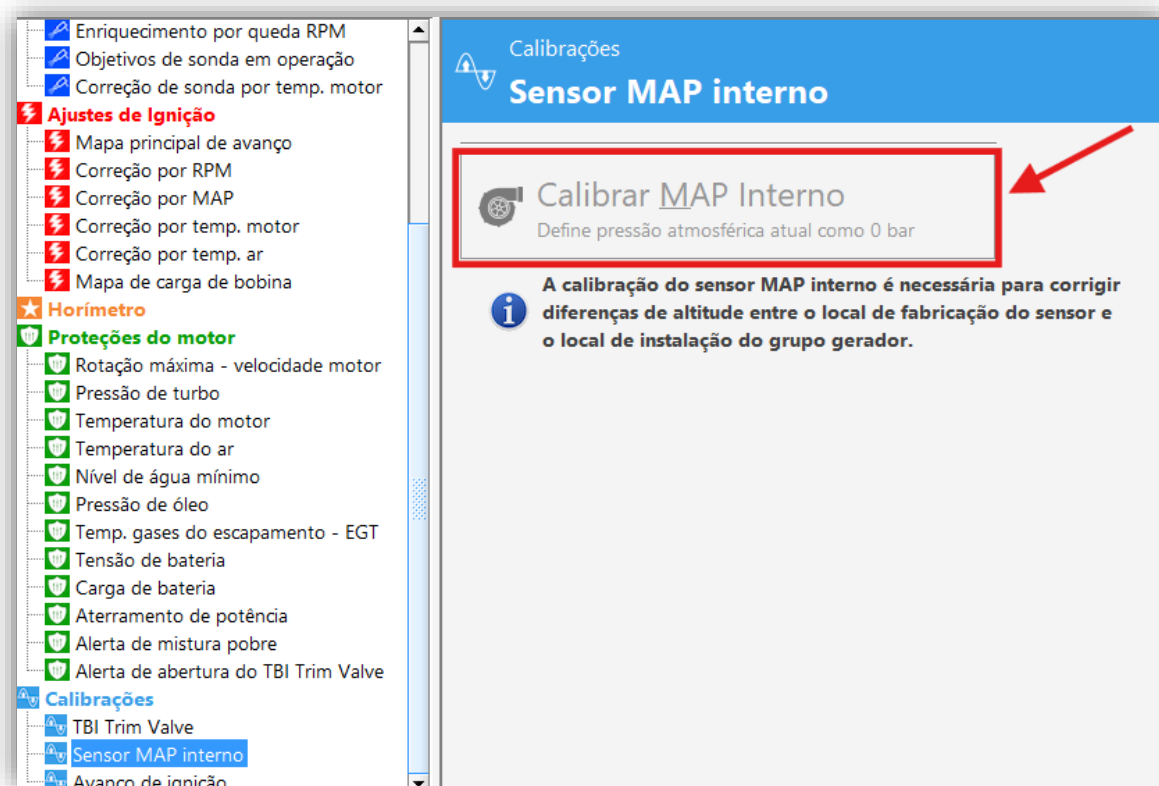 Enriquecimento por queda RPM
Objetivos de sonda em operação
Correção de sonda por temp. motor
Ajustes de Ignição
Mapa principal de avanço
Correção por RPM
Correção por MAP
Correção por temp. motor
Correção por temp. ar
Mapa de carga de bobina
Horímetro
Proteções do motor
Rotação máxima - velocidade motor
Pressão de turbo
Temperatura do motor
Temperatura do ar
Nível de água mínimo
Pressão de óleo
Temp. gases do escapamento - EGT
Tensão de bateria
Carga de bateria
Aterramento de potência
Alerta de mistura pobre
Alerta de abertura do TBI Trim Valve
Calibrações
TBI Trim Valve
Sensor MAP interno
Avanço de ignição
Calibrações
Sensor MAP interno
Calibrar MAP Interno
Define pressão atmosférica atual como 0 bar
A calibração do sensor MAP interno é necessária para corrigir
diferenças de altitude entre o local de fabricação do sensor e
o local de instalação do grupo gerador.